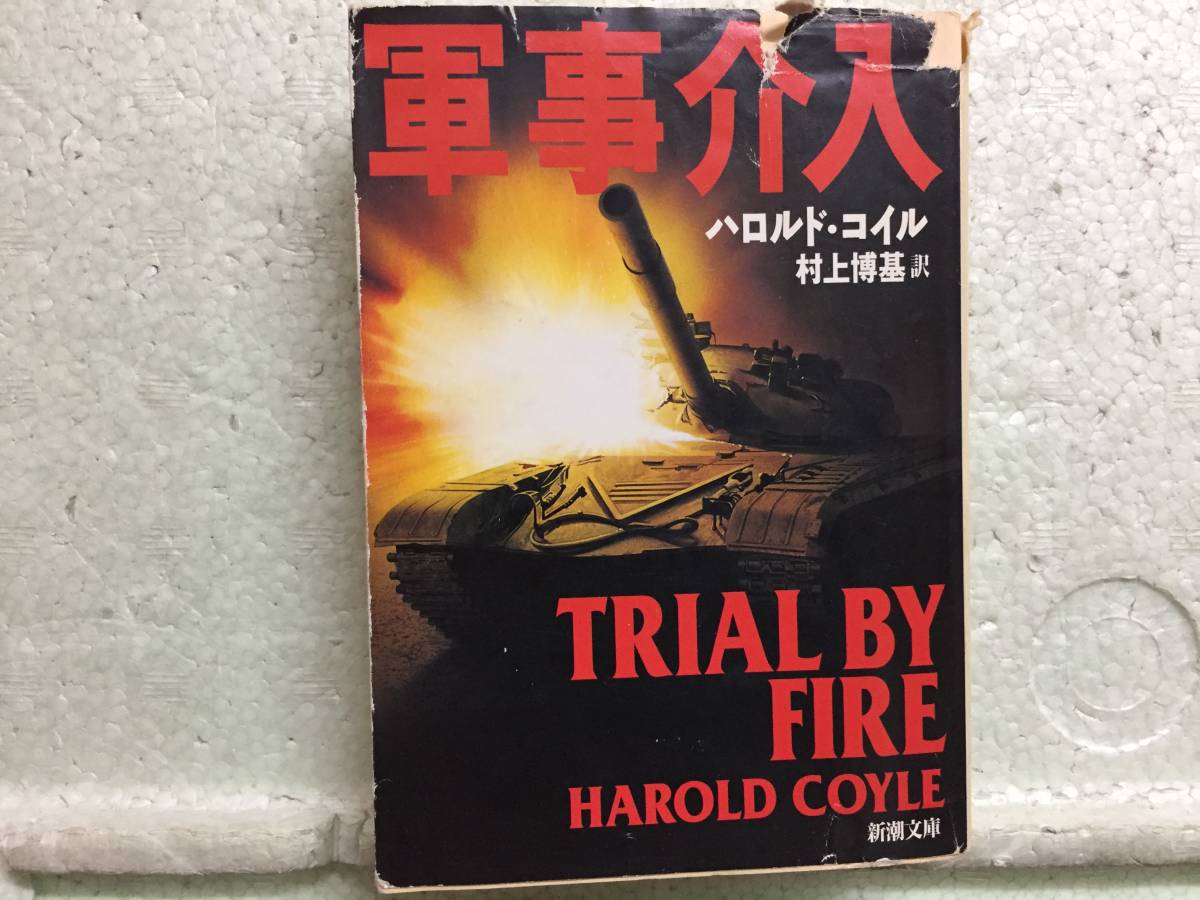 軍事介入
ハロルド・コイル
村上博基 訳
TRIAL BY
FIRE
HAROLD COYLE
新潮文庫